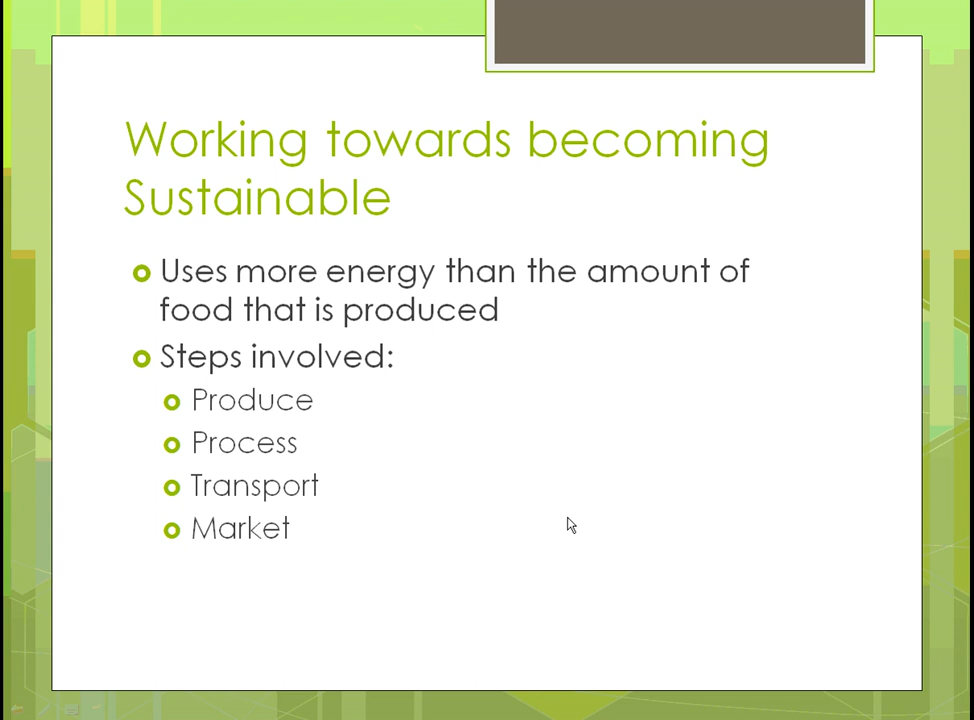 Working towards becoming
Sustainable
Uses more energy than the amount of
food that is produced
Steps involved:
Produce
Process
Transport
Market